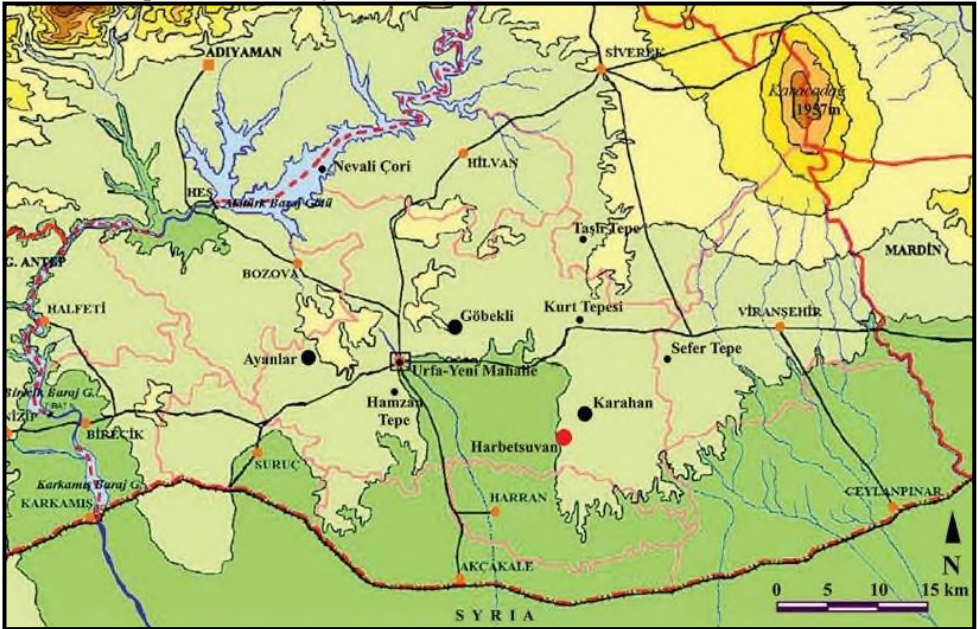 ADIYAMAN
SİVEREK
Karacadağ
1957m
HİLVAN
Nevali Çori
HES
Atatürk Baraj Gölü
Taşlı Tepe
MARDİN
G. ANTEP
BOZOVA
HALFETİ
Göbekli
Kurt Tepesi
VİRANŞEHİR
Ayanlar
Urfa-Yeni Mahalle
Sefer Tepe
Hamzan
Tepe
Karahan
Birecik Baraj G.
NİZİP
BİRECİK
Harbetsuvan
SURUÇ
Karkamış Baraj G.
KARKAMIŞ
HARRAN
CEYLANPINAR
AKÇAKALE
N
0 5 10 15 km
SYRIA